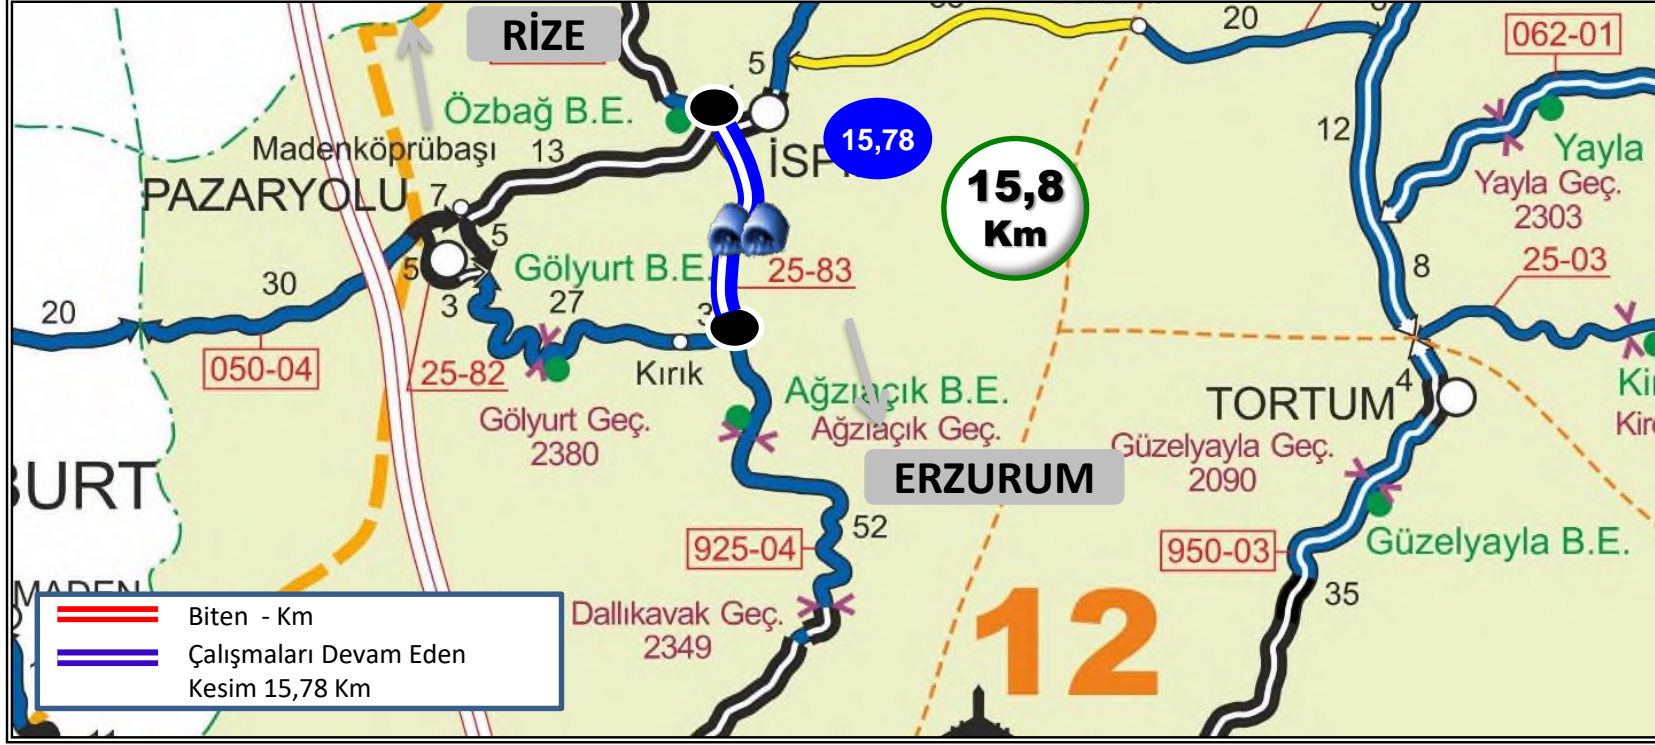 20
RİZE
062-01
5
Özbağ B.E.
12
15,78
Madenköprübaşı
13
Yayla
PAZARYOLU
7
15,8
Km
Yayla Geç.
2303
5
Gölyurt B.E.
5
25-83
8
25-03
30
3
27
20
050-04
25-82
Kırık
4
Ağzıaçık B.E.
TORTUM
Gölyurt Geç.
2380
Ağzıaçık Geç.
Güzelyayla Geç.
2090
ERZURUM
BURT
52
925-04
950-03
Güzelyayla B.E.
MADEN
35
12
Dallıkavak Geç.
2349
Biten - Km
Çalışmaları Devam Eden
Kesim 15,78 Km